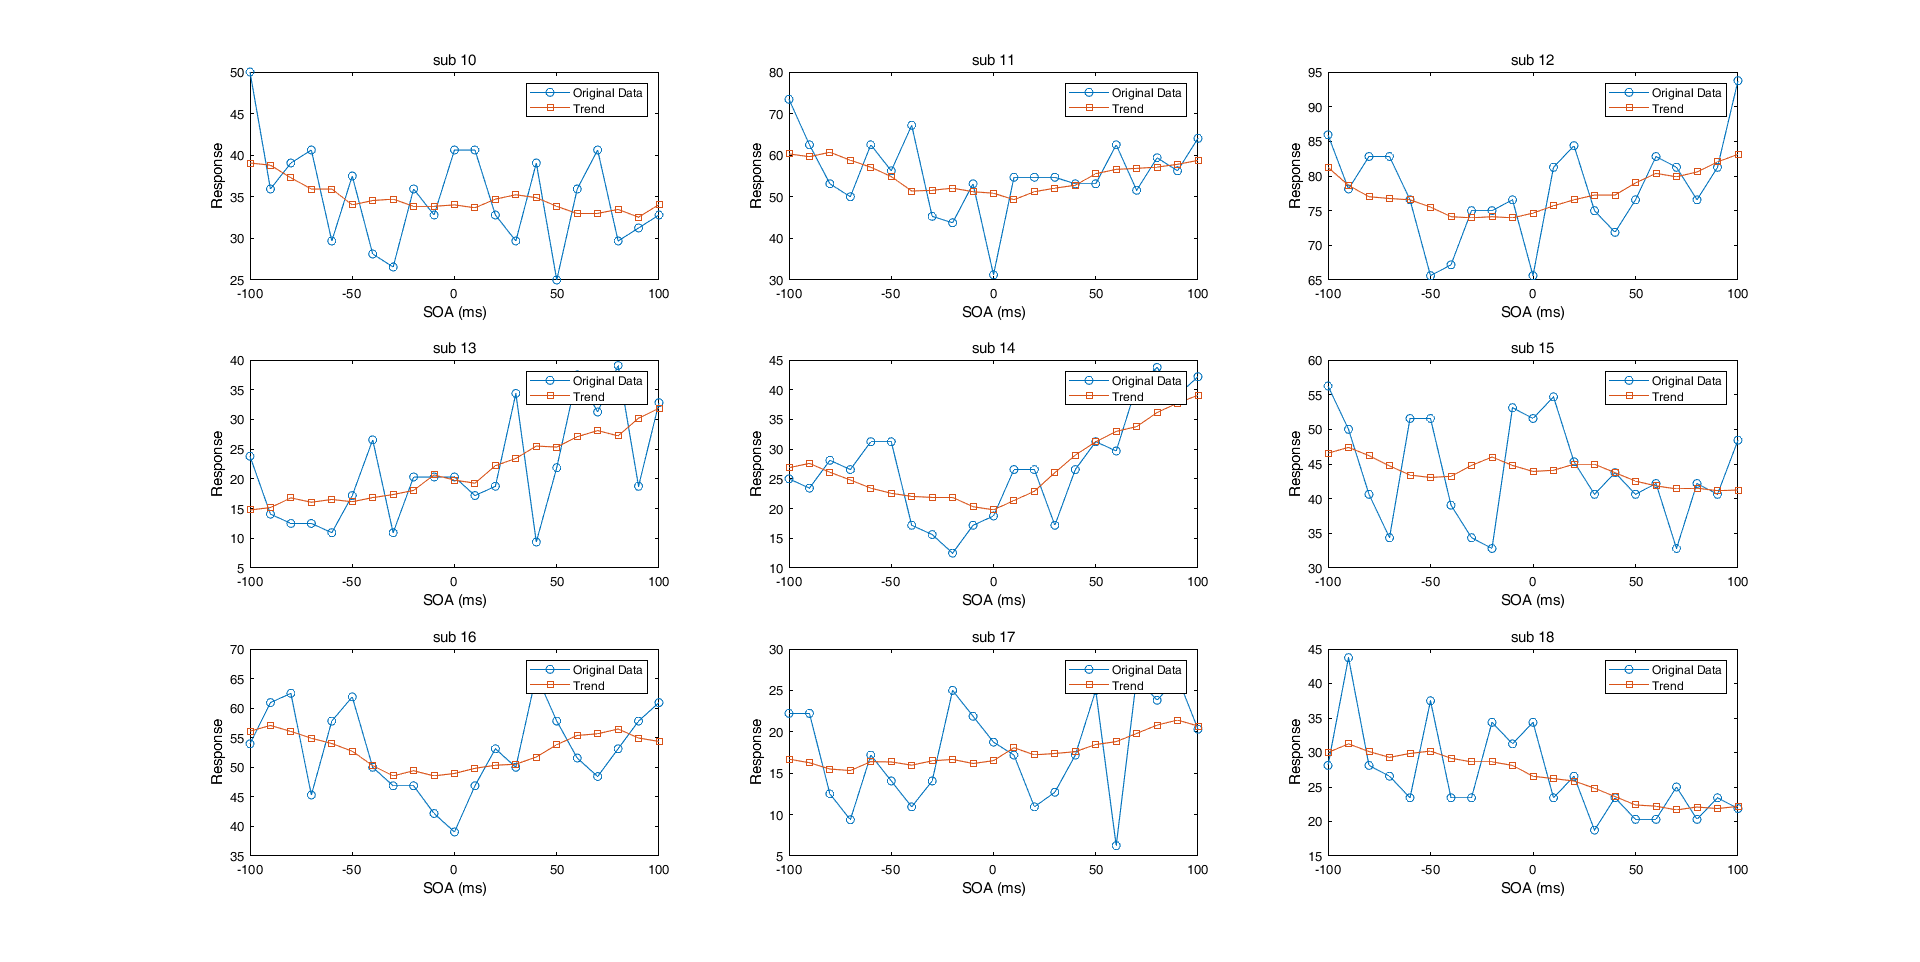 sub 10
Response
50
45
40
35
30
25
-100 -50 0 50 100
SOA (ms)
Original Data
Trend
sub 11
Response
80
70
60
50
40
30
-100 -50 0 50 100
SOA (ms)
Original Data
Trend
sub 12
Response
95
90
85
80
75
70
65
-100 -50 0 50 100
SOA (ms)
Original Data
Trend
sub 13
Response
40
35
30
25
20
15
10
5
-100 -50 0 50 100
SOA (ms)
Original Data
Trend
sub 14
Response
45
40
35
30
25
20
15
10
-100 -50 0 50 100
SOA (ms)
Original Data
Trend
sub 15
Response
60
55
50
45
40
35
30
-100 -50 0 50 100
SOA (ms)
Original Data
Trend
sub 16
Response
70
65
60
55
50
45
40
35
-100 -50 0 50 100
SOA (ms)
Original Data
Trend
sub 17
Response
30
25
20
15
10
5
-100 -50 0 50 100
SOA (ms)
Original Data
Trend
sub 18
Response
45
40
35
30
25
20
15
-100 -50 0 50 100
SOA (ms)
Original Data
Trend